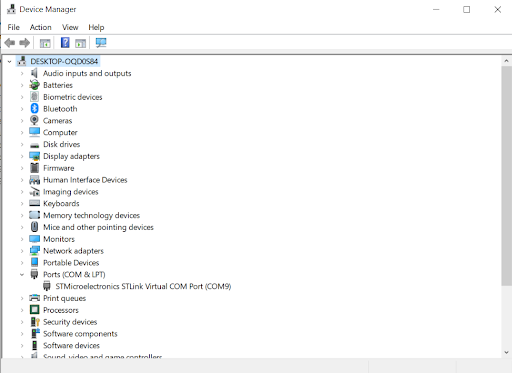 Device Manager
File Action View Help
DESKTOP-OQD0S84
Audio inputs and outputs
Batteries
Biometric devices
Bluetooth
Cameras
Computer
Disk drives
Display adapters
Firmware
Human Interface Devices
Imaging devices
Keyboards
Memory technology devices
Mice and other pointing devices
Monitors
Network adapters
Portable Devices
Ports (COM & LPT)
STMicroelectronics STLink Virtual COM Port (COM9)
Print queues
Processors
Security devices
Software components
Software devices
Sound, video and game controllers